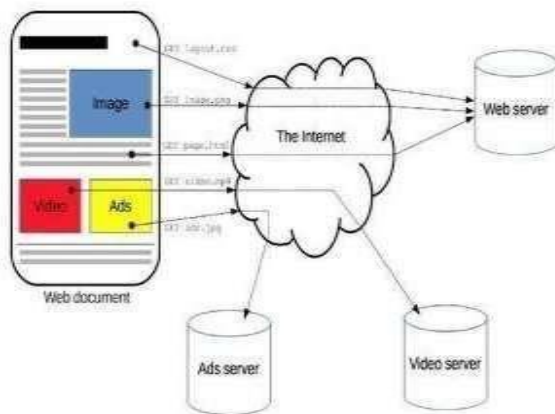 GET layout.css
Image
GET image.png
The Internet
Web server
GET page.html
Video
Ads
GET video.mp4
GET ads.jpg
Web document
Ads server
Video server